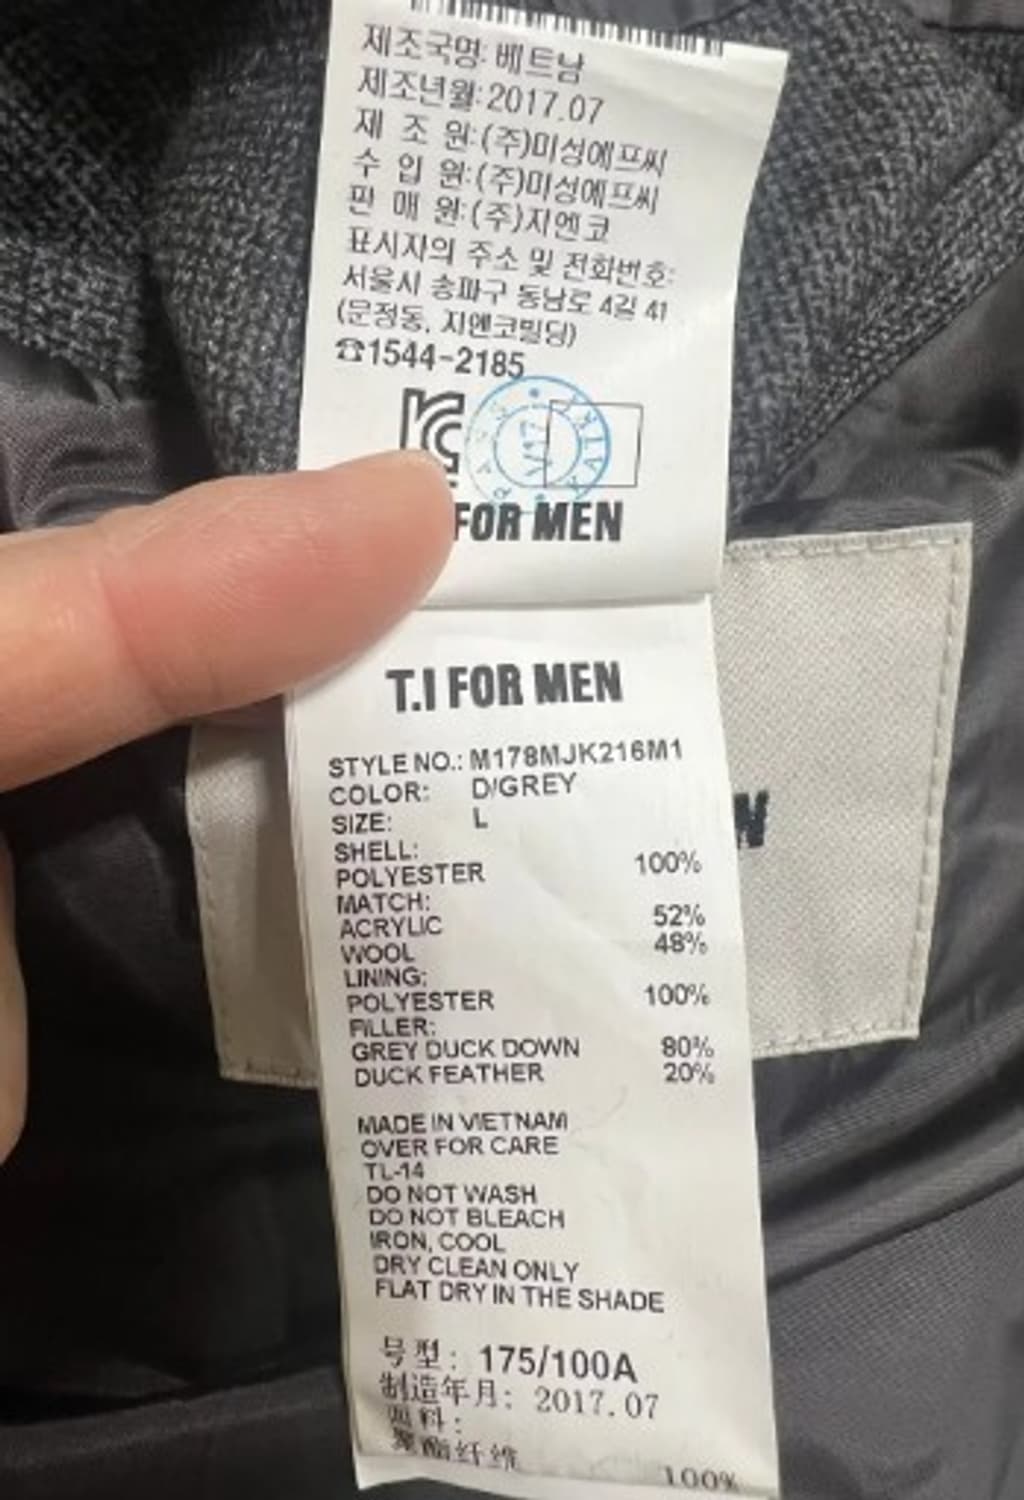 제조국명: 베트남
제조년월: 2017.07
제 조 원: (주)미성에프씨
수 입 원: (주)미성에프씨
판 매 원: (주)지엔코
표시자의 주소 및 전화번호:
서울시 송파구 동남로 4길 41
(문정동, 지엔코빌딩)
☎1544-2185
FOR MEN
T.I FOR MEN
STYLE NO.: M178MJK216M1
COLOR: D/GREY
SIZE: L
SHELL:
POLYESTER 100%
MATCH:
ACRYLIC 52%
WOOL 48%
LINING:
POLYESTER 100%
FILLER:
GREY DUCK DOWN 80%
DUCK FEATHER 20%
MADE IN VIETNAM
OVER FOR CARE
TL-14
DO NOT WASH
DO NOT BLEACH
IRON, COOL
DRY CLEAN ONLY
FLAT DRY IN THE SHADE
号型: 175/100A
制造年月: 2017.07
面料:
聚酯纤维 100%